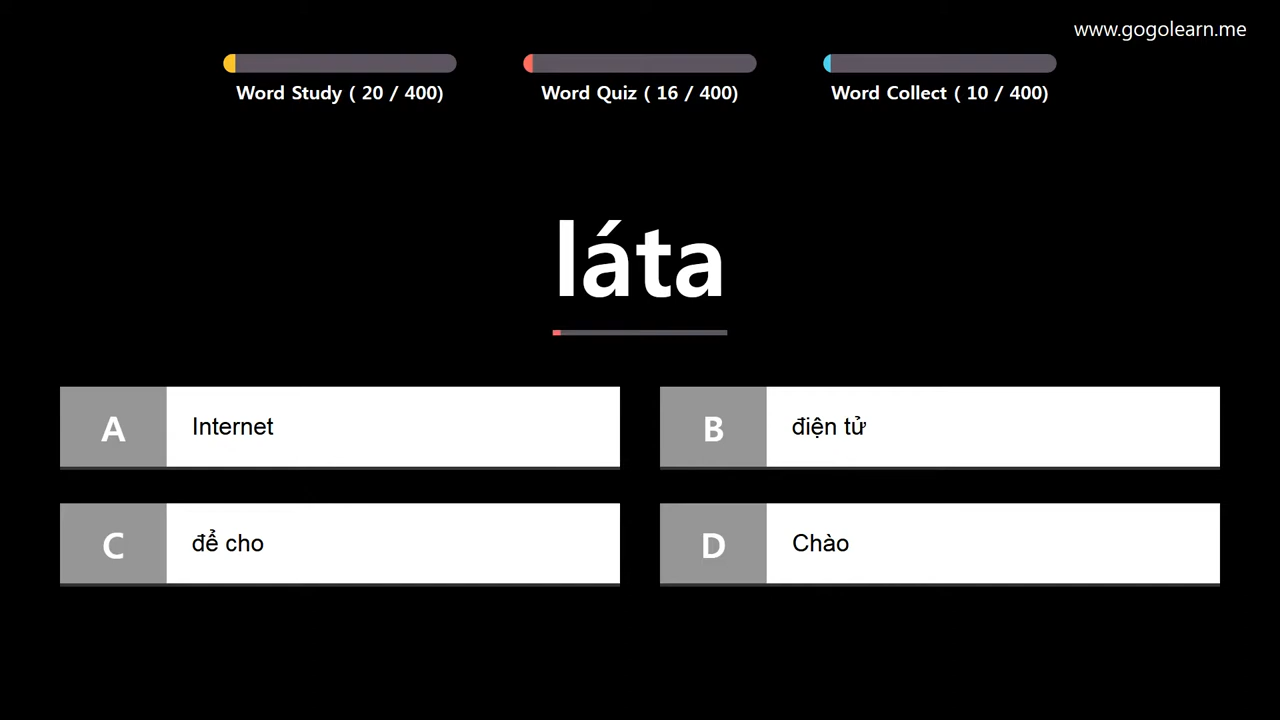 www.gogolearn.me
Word Study ( 20 / 400)
Word Quiz ( 16 / 400)
Word Collect ( 10 / 400)
láta
A
Internet
B
điện tử
C
để cho
D
Chào